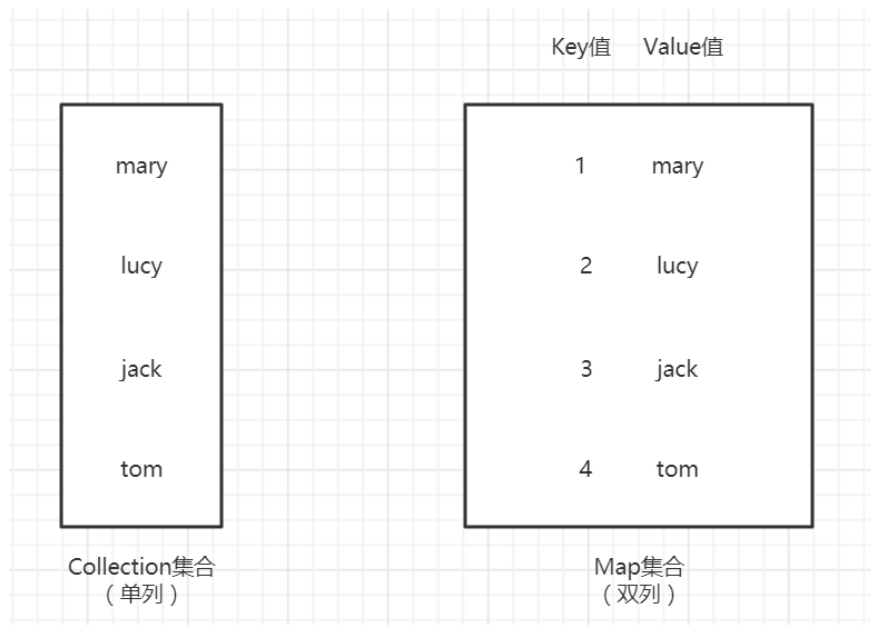 Key值 Value值
mary
lucy
jack
tom
1 mary
2 lucy
3 jack
4 tom
Collection集合
（单列）
Map集合
（双列）